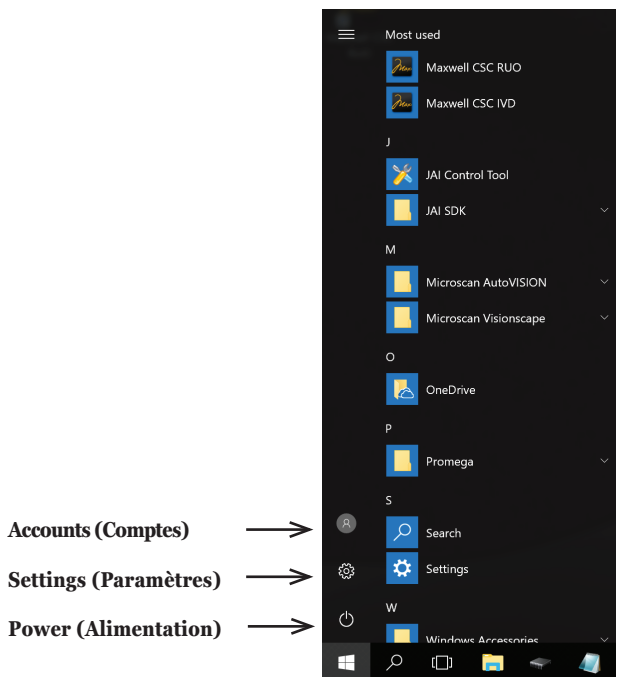 Most used
Maxwell CSC RUO
Maxwell CSC IVD
J
JAI Control Tool
JAI SDK
M
Microscan AutoVISION
Microscan Visionscape
O
OneDrive
P
Promega
S
Accounts (Comptes)
Search
Settings (Paramètres)
Settings
W
Power (Alimentation)
Windows Accessories